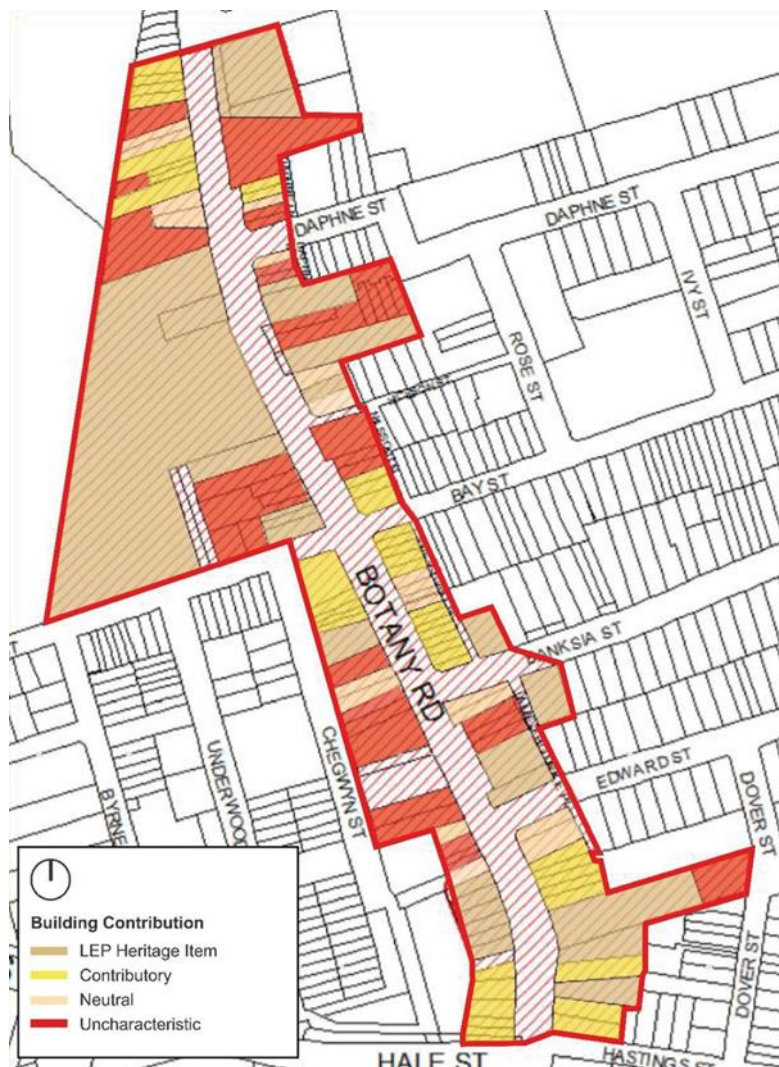 DAPHNE ST
DAPHNE ST
IVY ST
ROSE ST
BAY ST
BOTANY RD
BANKSIA ST
EDWARD ST
DOVER ST
CHEGWYN ST
UNDERWOOD
BYRNE
DOVER ST
HALE ST
HASTINGS ST
Building Contribution
LEP Heritage Item
Contributory
Neutral
Uncharacteristic